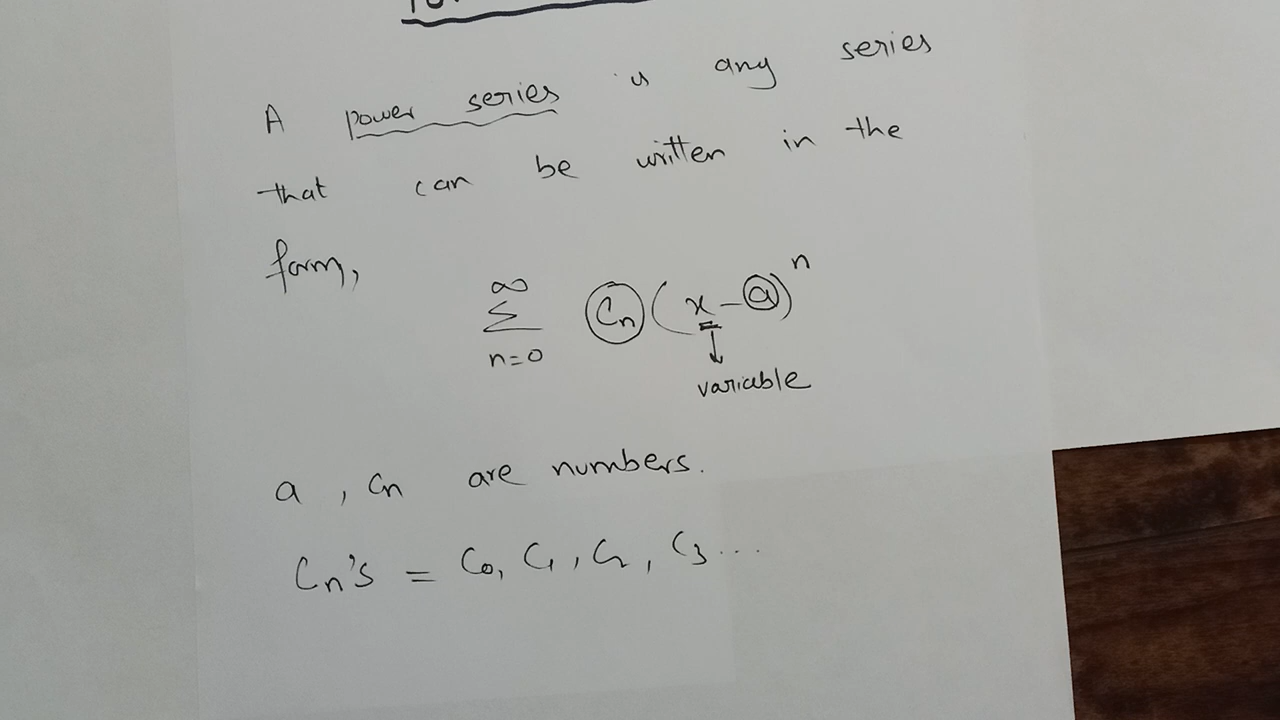 A power series is any series
that can be written in the
form,
∞
Σ Cn (x - a)^n
n=0
variable
a , Cn are numbers.
Cn's = C0, C1, C2, C3 ...